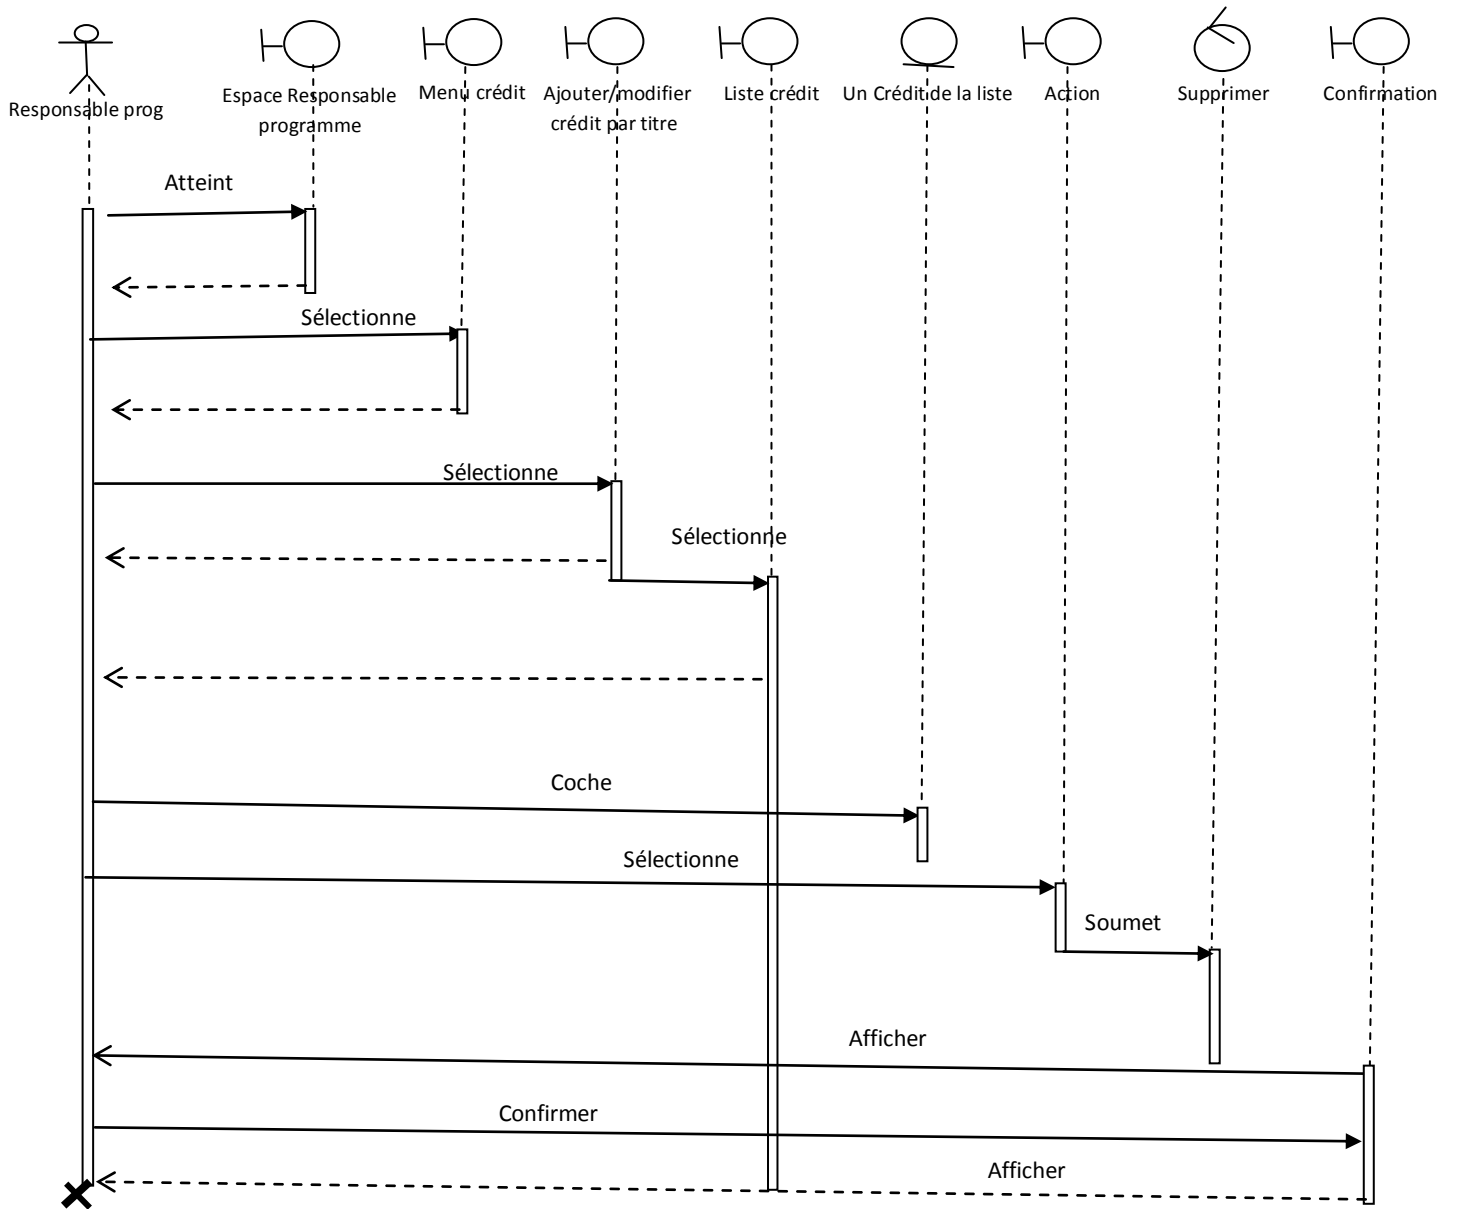 Responsable prog
Espace Responsable
programme
Menu crédit
Ajouter/modifier
crédit par titre
Liste crédit
Un Crédit de la liste
Action
Supprimer
Confirmation
Atteint
Sélectionne
Sélectionne
Sélectionne
Coche
Sélectionne
Soumet
Afficher
Confirmer
Afficher